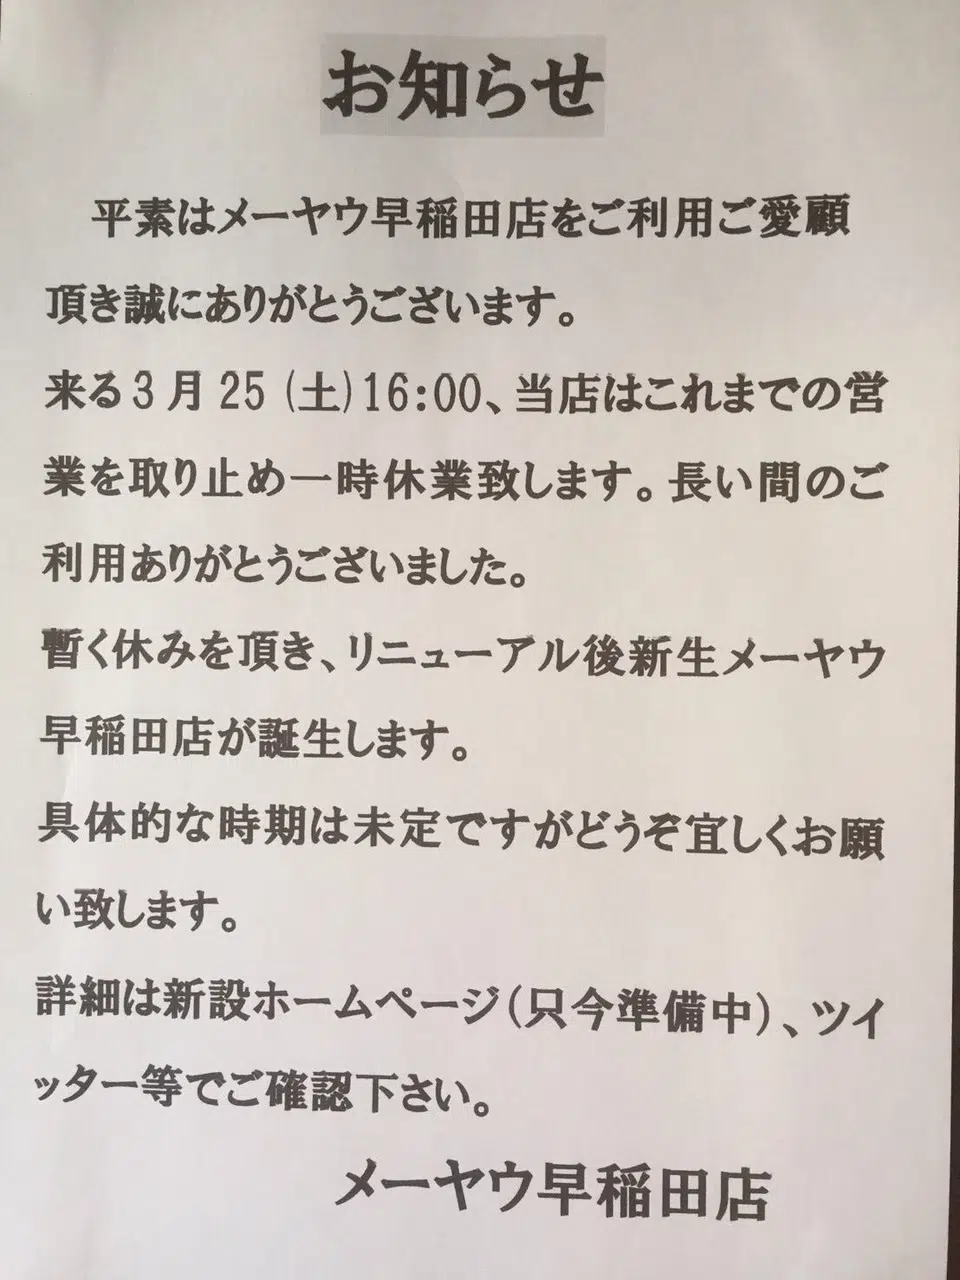 お知らせ
平素はメーヤウ早稲田店をご利用ご愛顧
頂き誠にありがとうございます。
来る3月25(土)16:00、当店はこれまでの営
業を取り止め一時休業致します。長い間のご
利用ありがとうございました。
暫く休みを頂き、リニューアル後新生メーヤウ
早稲田店が誕生します。
具体的な時期は未定ですがどうぞ宜しくお願
い致します。
詳細は新設ホームページ(只今準備中)、ツイ
ッター等でご確認下さい。
メーヤウ早稲田店